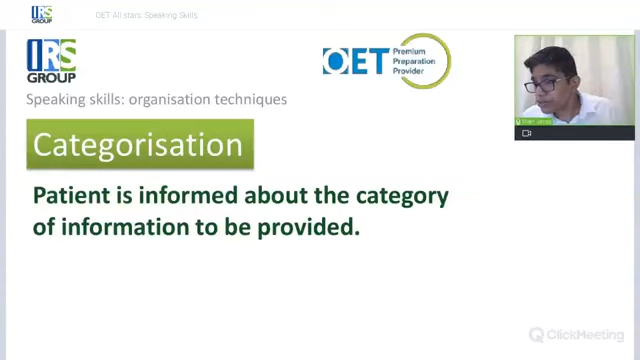 OET All stars: Speaking Skills
IRS
GROUP
IRS
GROUP
OET
Premium
Preparation
Provider
Speaking skills: organisation techniques
Categorisation
Patient is informed about the category
of information to be provided.
ClickMeeting